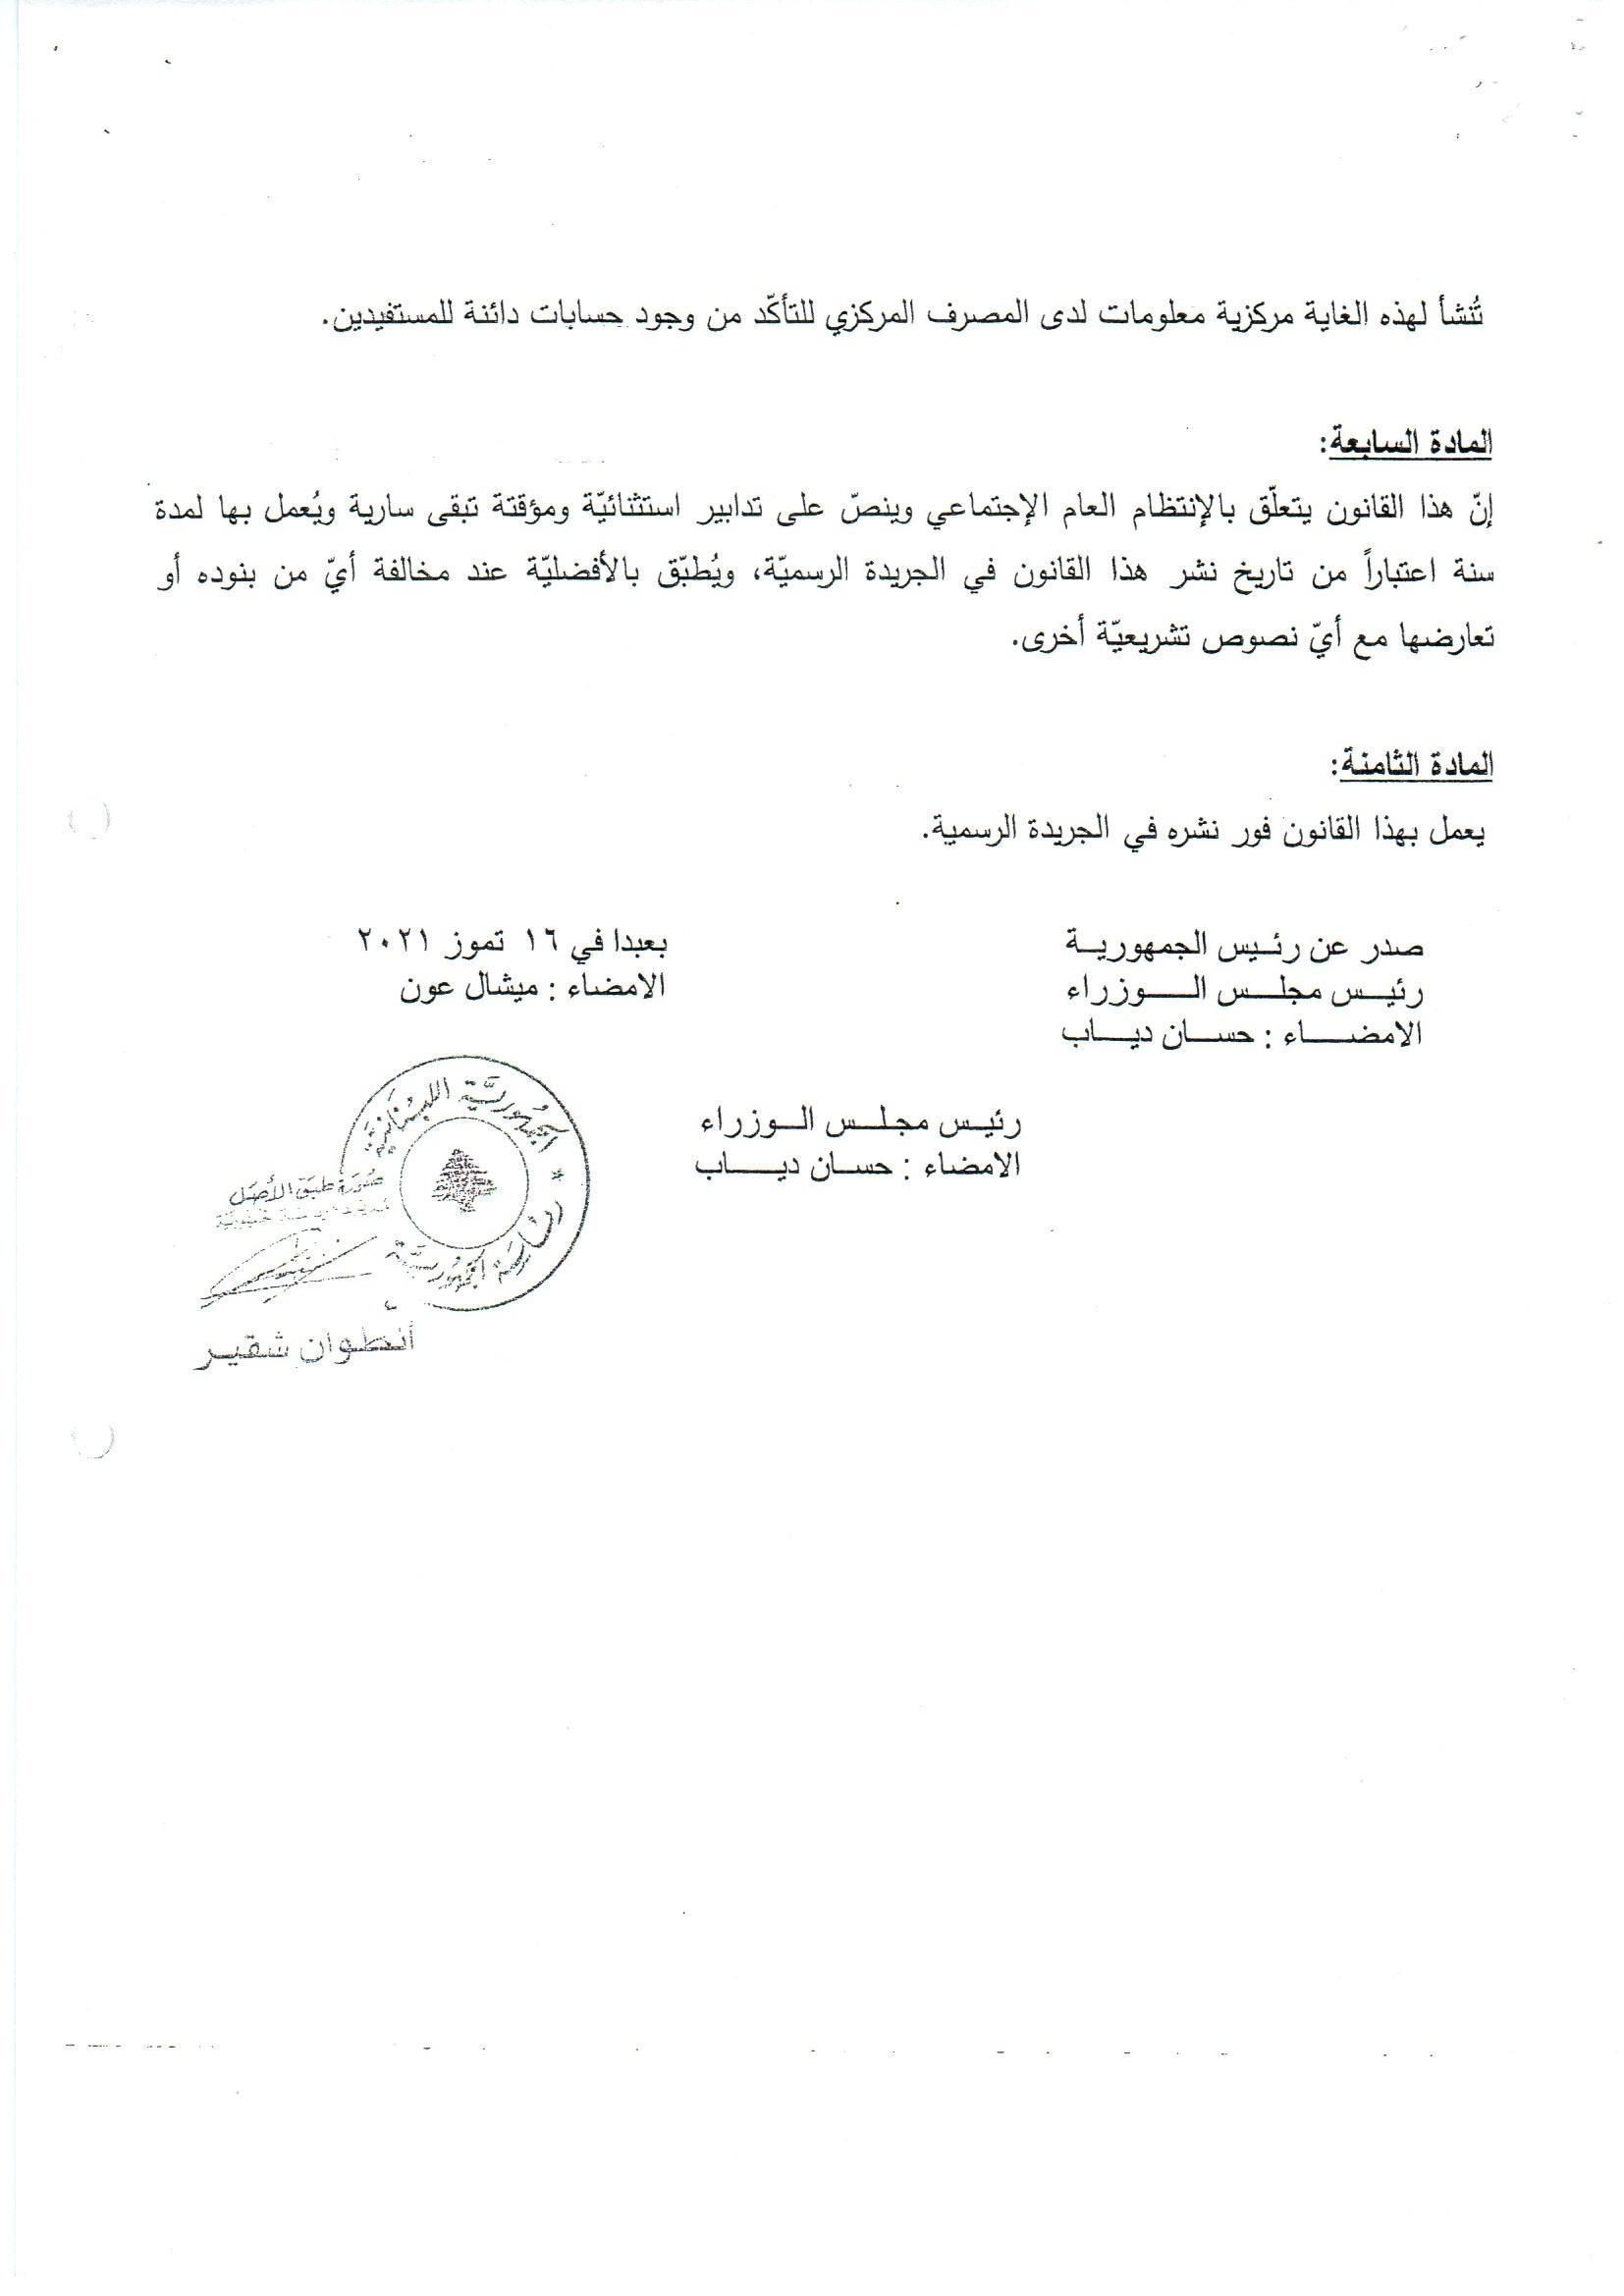 تُنشأ لهذه الغاية مركزية معلومات لدى المصرف المركزي للتأكّد من وجود حسابات دائنة للمستفيدين.
المادة السابعة:
إنّ هذا القانون يتعلّق بالإنتظام العام الإجتماعي وينصّ على تدابير استثنائيّة ومؤقتة تبقى سارية ويُعمل بها لمدة
سنة اعتباراً من تاريخ نشر هذا القانون في الجريدة الرسميّة، ويُطبّق بالأفضليّة عند مخالفة أيّ من بنوده أو
تعارضها مع أيّ نصوص تشريعيّة أخرى.
المادة الثامنة:
يعمل بهذا القانون فور نشره في الجريدة الرسمية.
بعبدا في ١٦ تموز ٢٠٢١
الامضاء : ميشال عون
صدر عن رئيس الجمهورية
رئيس مجلس الوزراء
الامضاء : حسان دياب
رئيس مجلس الوزراء
الامضاء : حسان دياب
الجمهوريّة اللبنانيّة
رئاسة الجمهوريّة
صورة طبق الأصل
أنطوان شقير